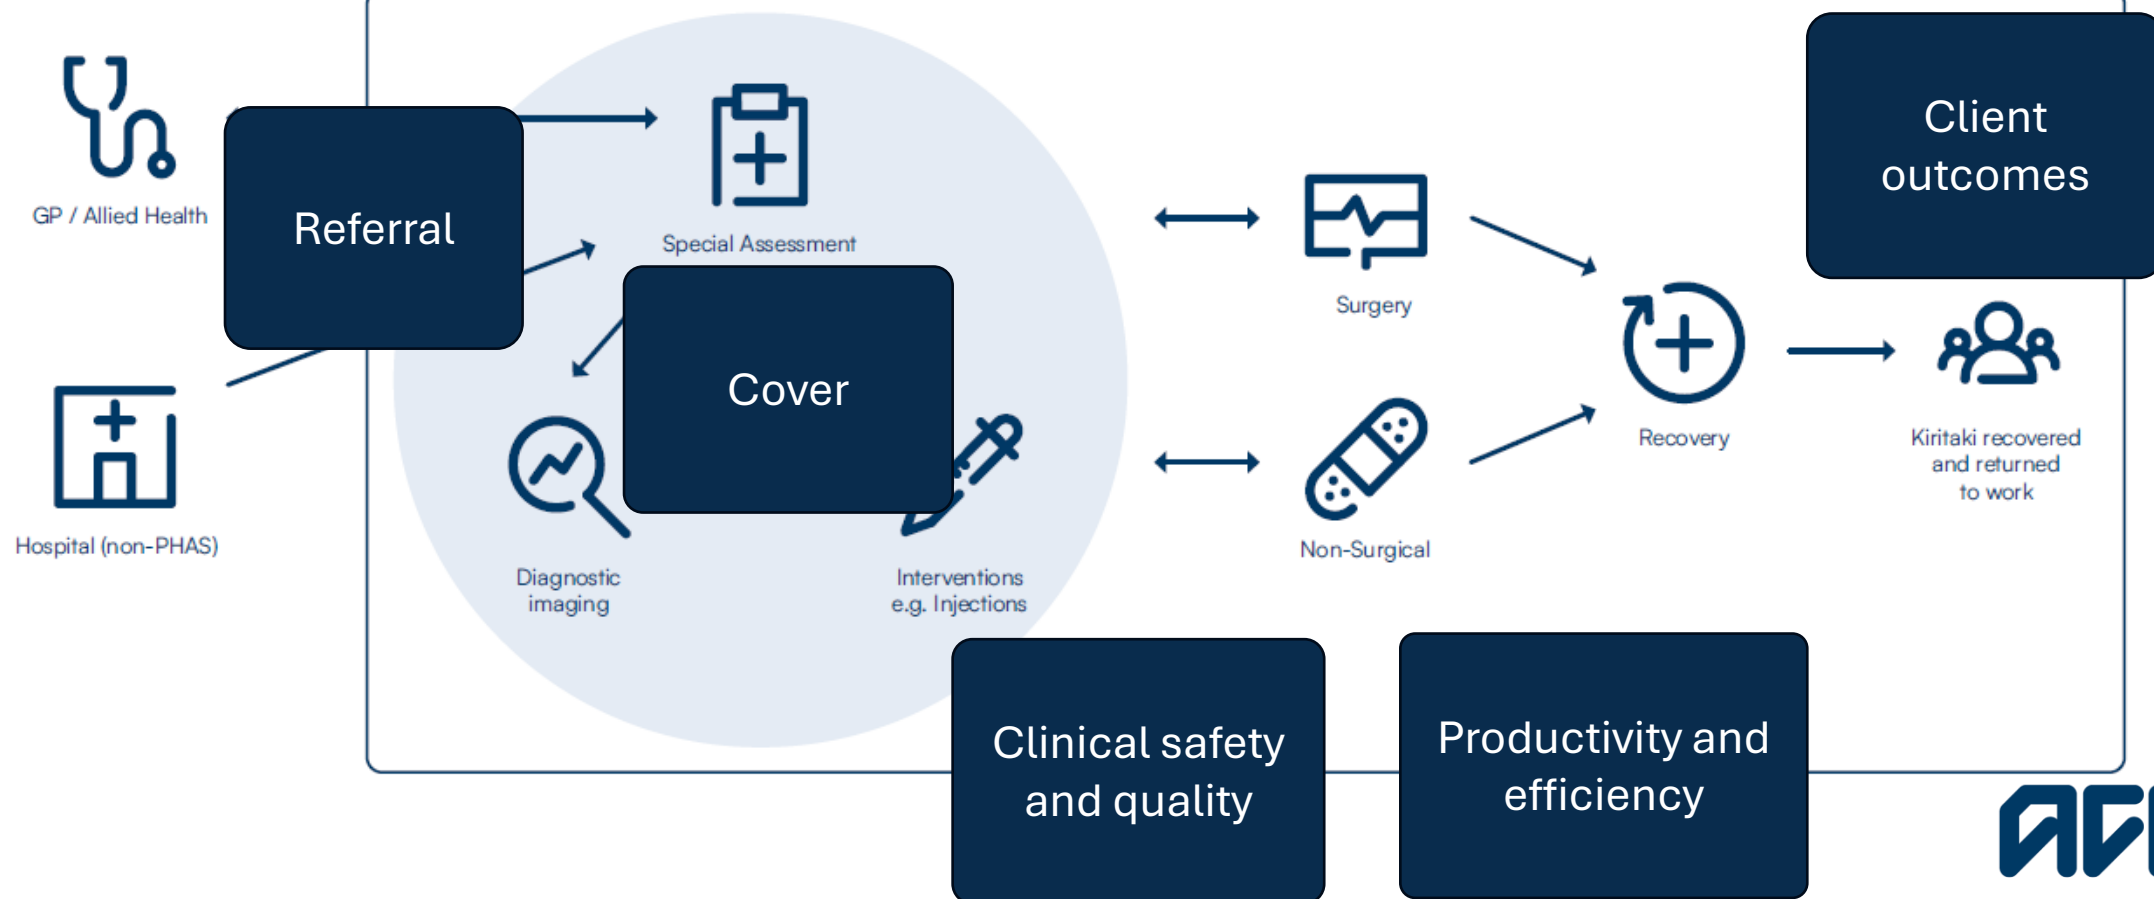 GP / Allied Health
Referral
Special Assessment
Client
outcomes
Surgery
Cover
Recovery
Kiritaki recovered
and returned
to work
Hospital (non-PHAS)
Non-Surgical
Diagnostic
imaging
Interventions
e.g. Injections
Clinical safety
and quality
Productivity and
efficiency